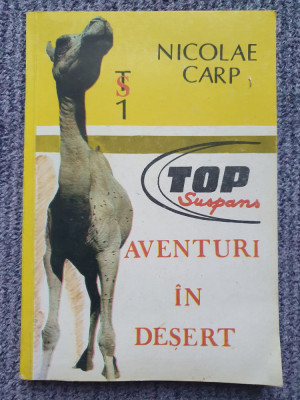 NICOLAE
CARP
TS
1
TOP
Suspans
AVENTURI
ÎN
DEȘERT